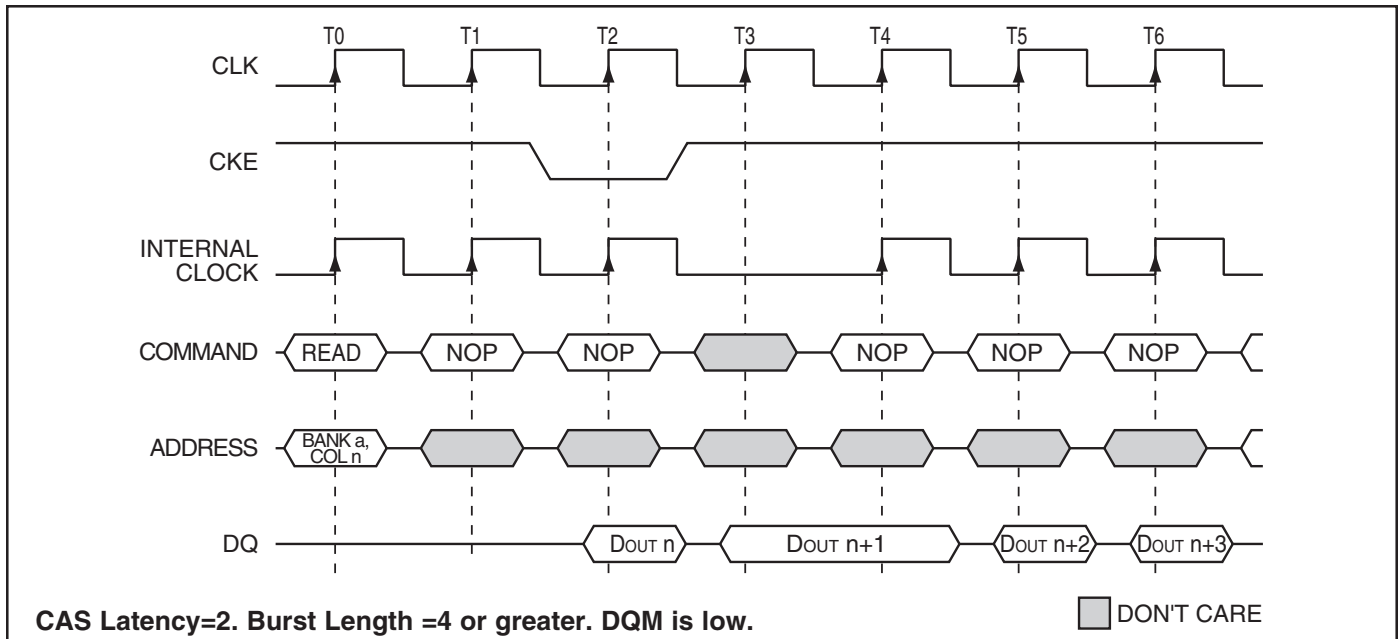 T0 T1 T2 T3 T4 T5 T6
CLK
CKE
INTERNAL
CLOCK
COMMAND READ NOP NOP NOP NOP NOP
ADDRESS BANK a,
COL n
DQ DOUT n DOUT n+1 DOUT n+2 DOUT n+3
CAS Latency=2. Burst Length =4 or greater. DQM is low. DON'T CARE